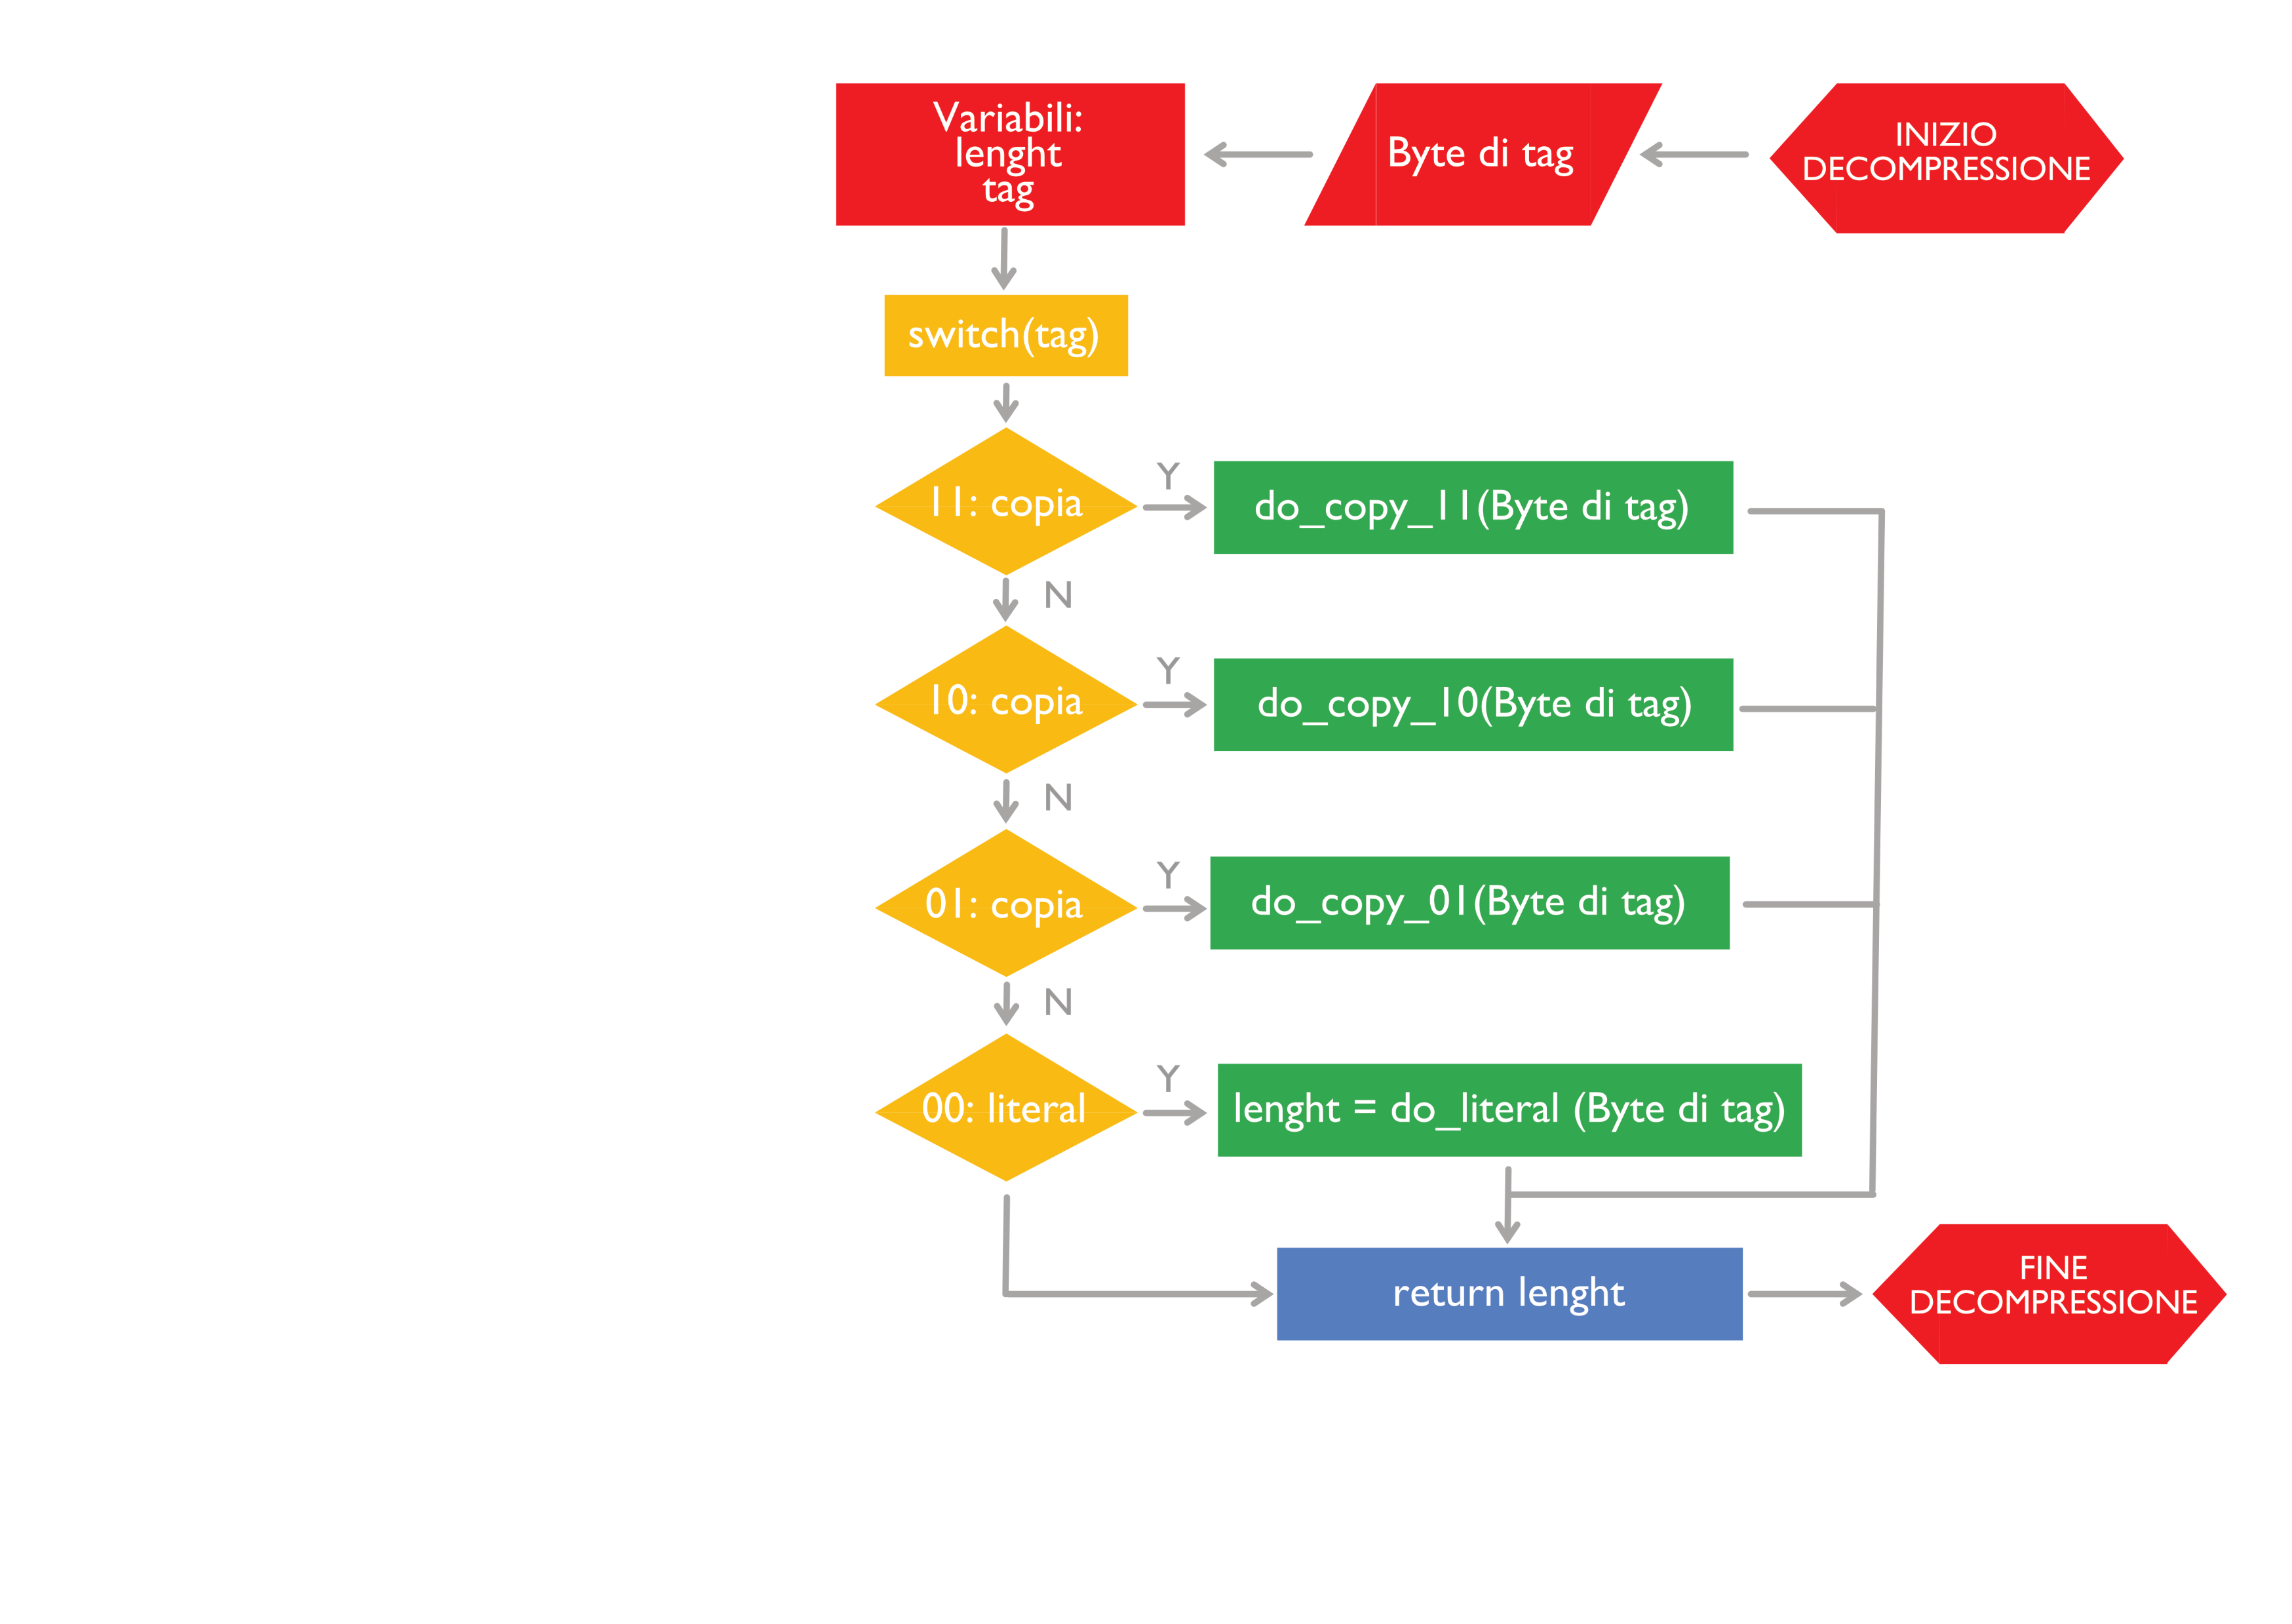 INIZIO
DECOMPRESSIONE
Byte di tag
Variabili:
lenght
tag
switch(tag)
11: copia
Y
do_copy_11(Byte di tag)
N
10: copia
Y
do_copy_10(Byte di tag)
N
01: copia
Y
do_copy_01(Byte di tag)
N
00: literal
Y
lenght = do_literal (Byte di tag)
return lenght
FINE
DECOMPRESSIONE